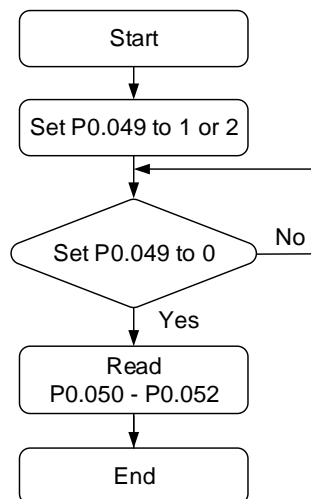 Start
Set P0.049 to 1 or 2
Set P0.049 to 0
No
Yes
Read
P0.050 - P0.052
End